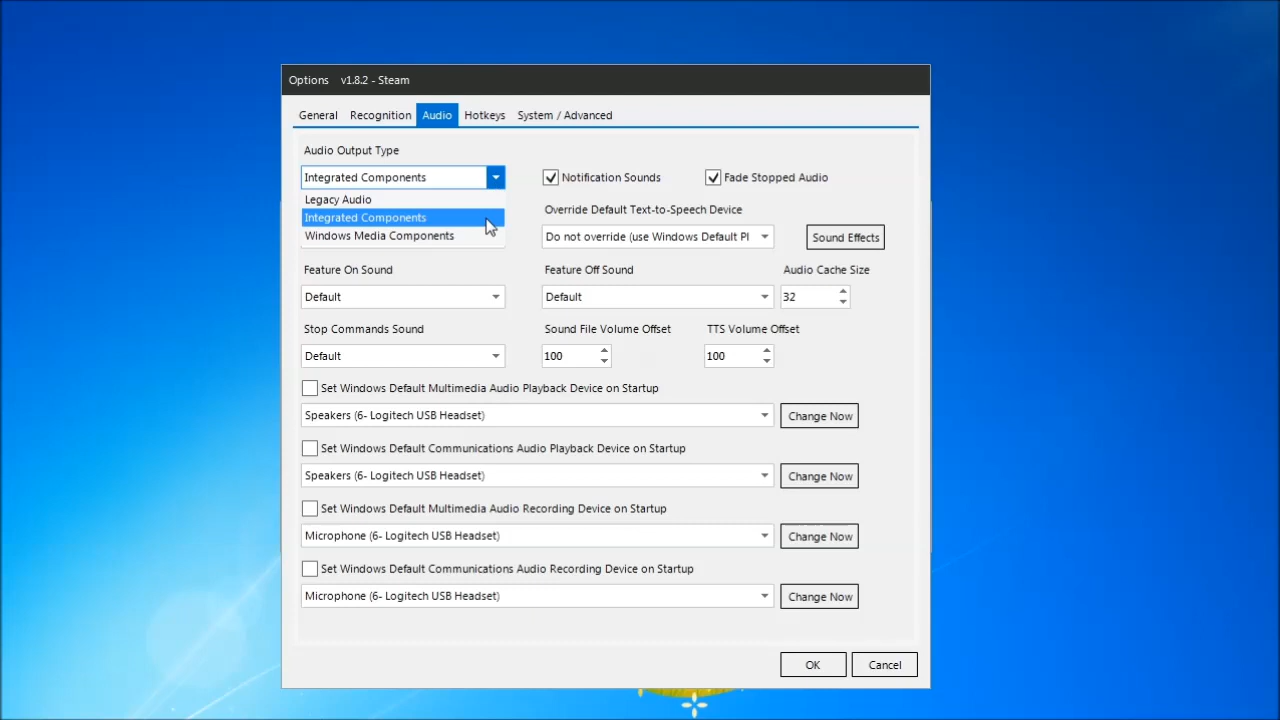 Options v1.8.2 - Steam
General Recognition Audio Hotkeys System / Advanced
Audio Output Type
Integrated Components
Notification Sounds
Fade Stopped Audio
Legacy Audio
Integrated Components
Windows Media Components
Override Default Text-to-Speech Device
Do not override (use Windows Default Pl
Sound Effects
Feature On Sound
Feature Off Sound
Audio Cache Size
Default
Default
32
Stop Commands Sound
Sound File Volume Offset
TTS Volume Offset
Default
100
100
Set Windows Default Multimedia Audio Playback Device on Startup
Speakers (6- Logitech USB Headset)
Change Now
Set Windows Default Communications Audio Playback Device on Startup
Speakers (6- Logitech USB Headset)
Change Now
Set Windows Default Multimedia Audio Recording Device on Startup
Microphone (6- Logitech USB Headset)
Change Now
Set Windows Default Communications Audio Recording Device on Startup
Microphone (6- Logitech USB Headset)
Change Now
OK
Cancel